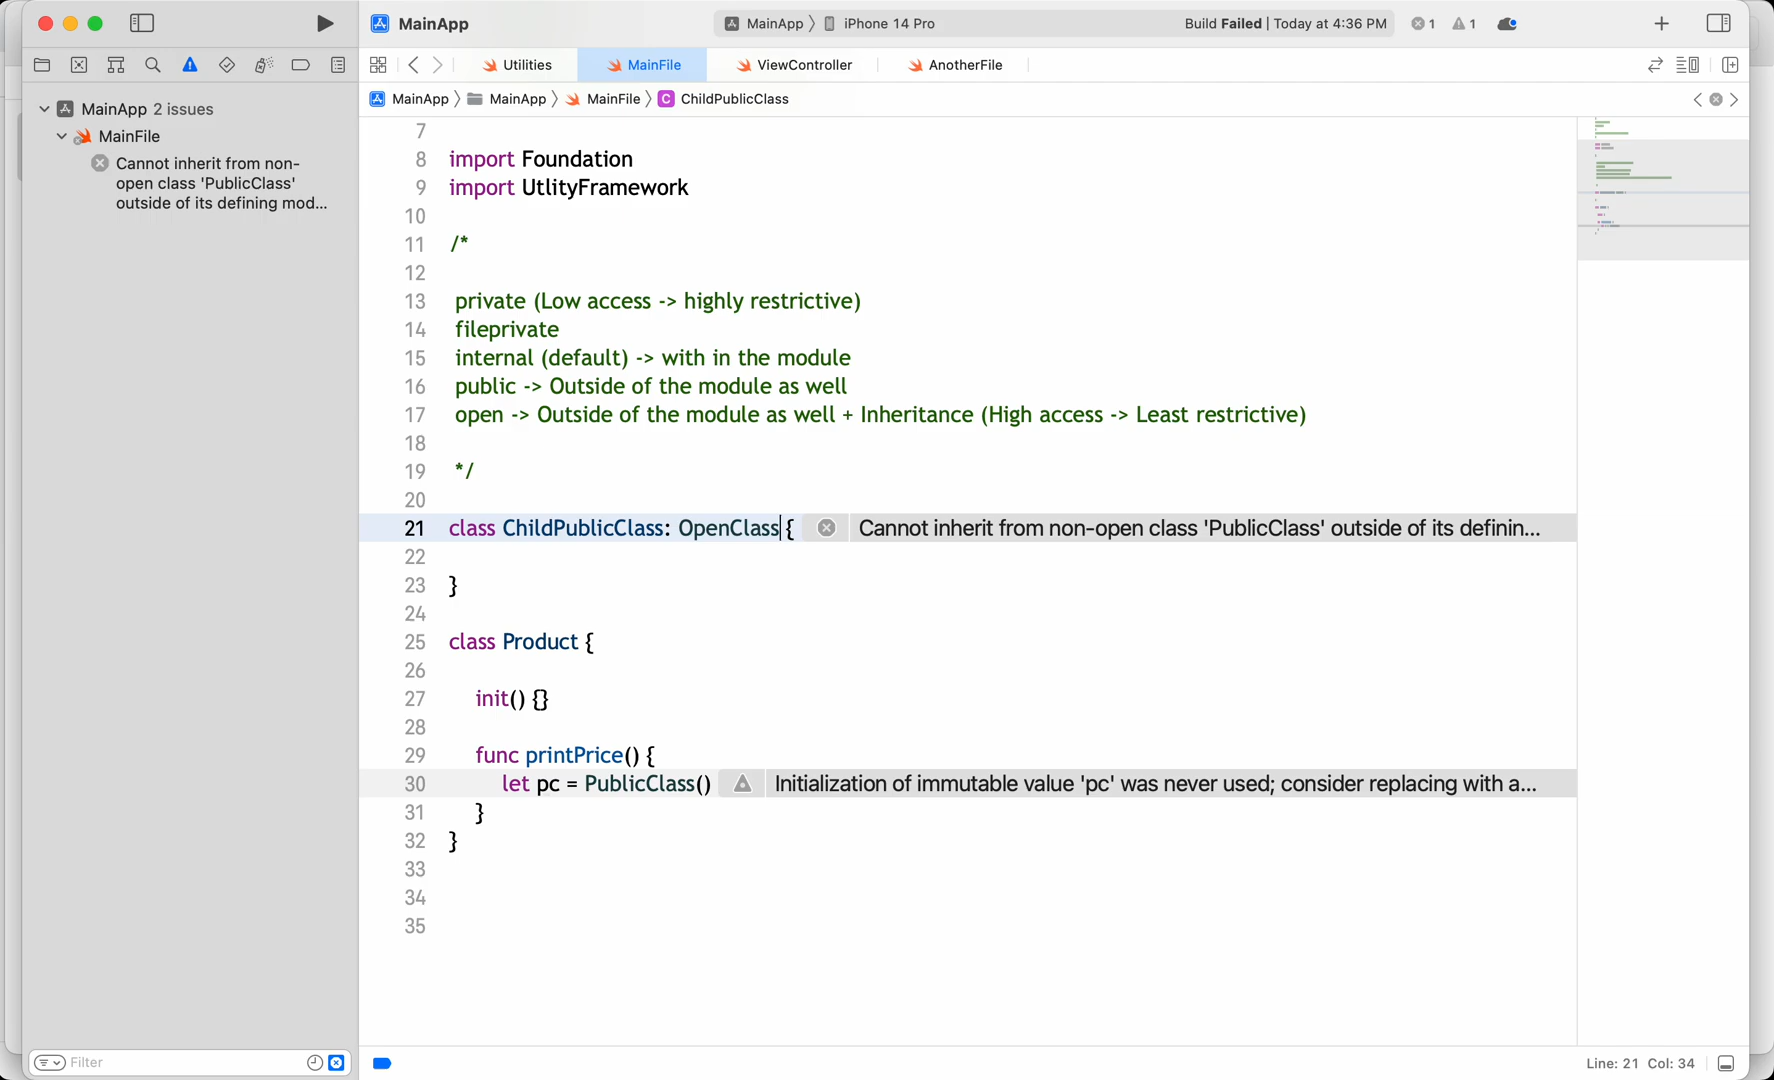 MainApp
MainApp
iPhone 14 Pro
Build Failed | Today at 4:36 PM
1
1
Utilities
MainFile
ViewController
AnotherFile
MainApp
MainApp
MainFile
C
ChildPublicClass
MainApp 2 issues
MainFile
Cannot inherit from non-
open class 'PublicClass'
outside of its defining mod...
7
8 import Foundation
9 import UtlityFramework
10
11 /*
12
13 private (Low access -> highly restrictive)
14 fileprivate
15 internal (default) -> with in the module
16 public -> Outside of the module as well
17 open -> Outside of the module as well + Inheritance (High access -> Least restrictive)
18
19 */
20
21 class ChildPublicClass: OpenClass{ Cannot inherit from non-open class 'PublicClass' outside of its definin...
22
23 }
24
25 class Product {
26
27 init() {}
28
29 func printPrice() {
30 let pc = PublicClass() Initialization of immutable value 'pc' was never used; consider replacing with a...
31 }
32 }
33
34
35
Filter
Line: 21 Col: 34